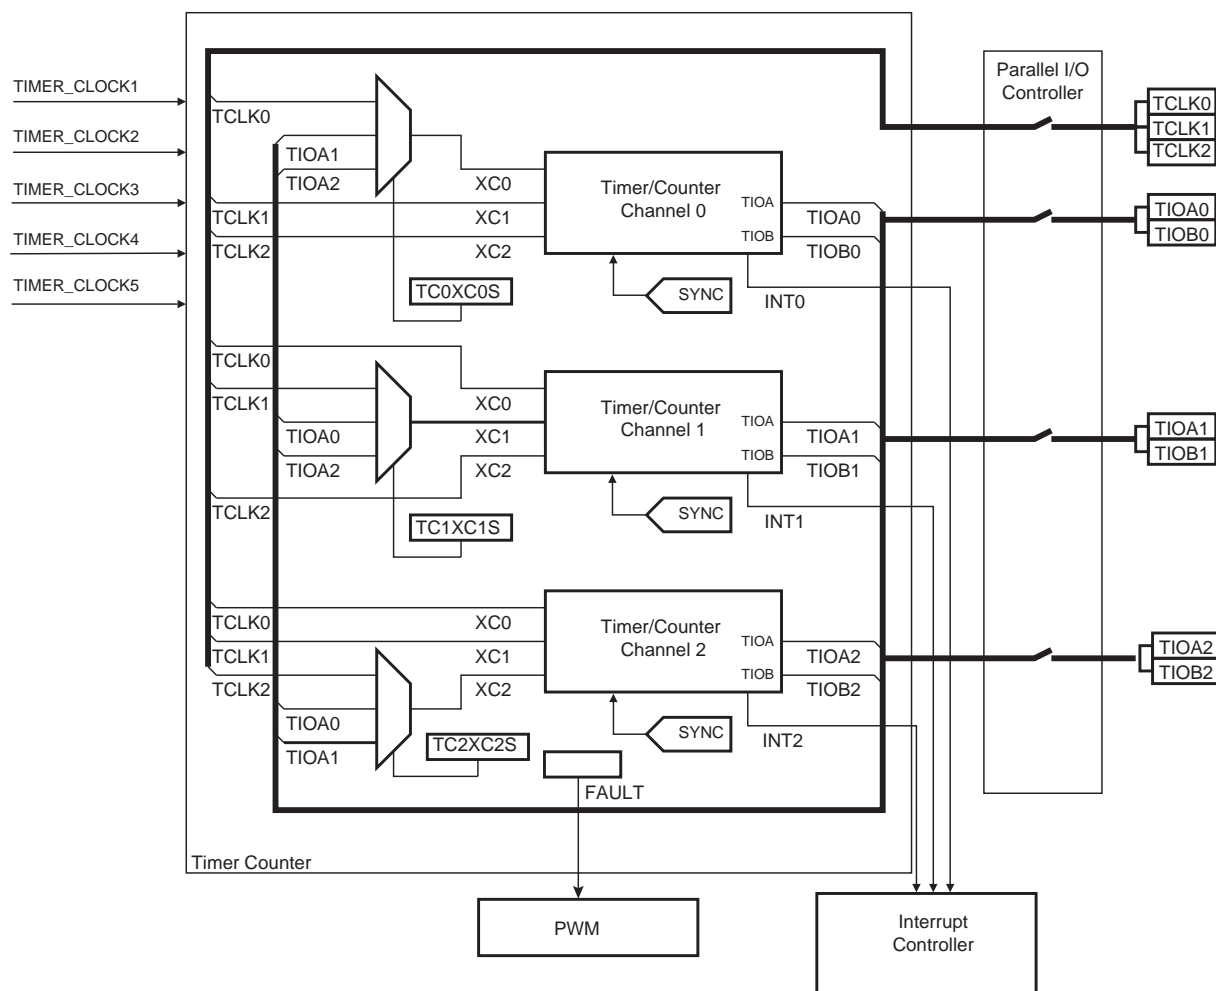 Parallel I/O
Controller
TIMER_CLOCK1
TCLK0
TCLK0
TCLK1
TIMER_CLOCK2
TIOA1
TCLK2
TIMER_CLOCK3
TIOA2
XC0
Timer/Counter
Channel 0
TIOA
TIOA0
TIOA0
TCLK1
XC1
TIOB
TIOB0
TIOB0
TIMER_CLOCK4
TCLK2
XC2
TIMER_CLOCK5
TC0XC0S
SYNC
INT0
TCLK0
TCLK1
XC0
Timer/Counter
Channel 1
TIOA
TIOA1
TIOA1
TIOA0
XC1
TIOB
TIOB1
TIOB1
TIOA2
XC2
TCLK2
TC1XC1S
SYNC
INT1
TCLK0
XC0
Timer/Counter
Channel 2
TIOA
TIOA2
TIOA2
TCLK1
XC1
TIOB
TIOB2
TIOB2
TCLK2
XC2
TIOA0
TIOA1
TC2XC2S
SYNC
INT2
FAULT
Timer Counter
PWM
Interrupt
Controller